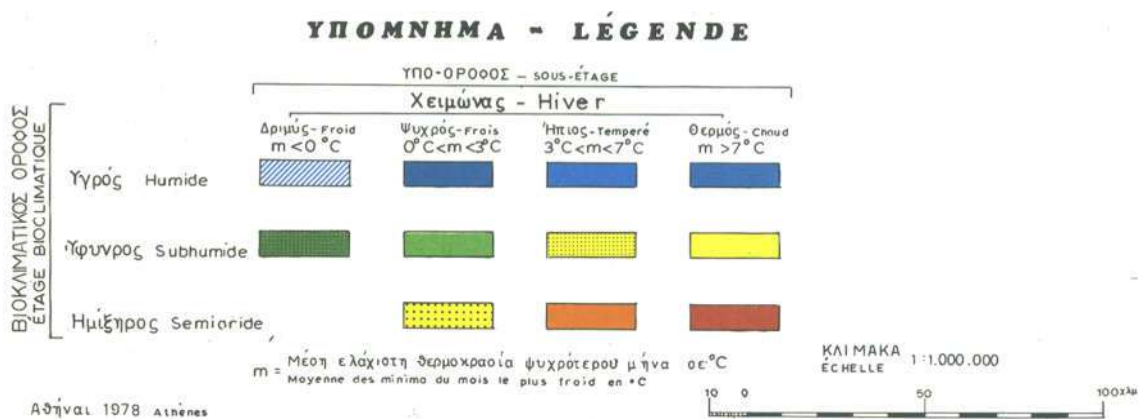 ΥΠΟΜΝΗΜΑ - LÉGENDE
ΥΠΟ-ΟΡΟΦΟΣ - SOUS-ÉTAGE
Χειμώνας - Hiver
Δριμύς-Froid Ψυχρός-Frais Ήπιος-Temperé Θερμός-Chaud
m<0°C 0°C<m<3°C 3°C<m<7°C m>7°C
ΒΙΟΚΛΙΜΑΤΙΚΟΣ ΟΡΟΦΟΣ
ÉTAGE BIOCLIMATIQUE
Υγρός Humide
Ύφυγρος Subhumide
Ημίξηρος Semiaride
m = Μέση ελάχιστη θερμοκρασία ψυχρότερου μήνα σε °C
Moyenne des minima du mois le plus froid en °C
ΚΛΙΜΑΚΑ
ÉCHELLE 1:1.000.000
10 0 50 100χλμ
Αθήναι 1978 Athènes